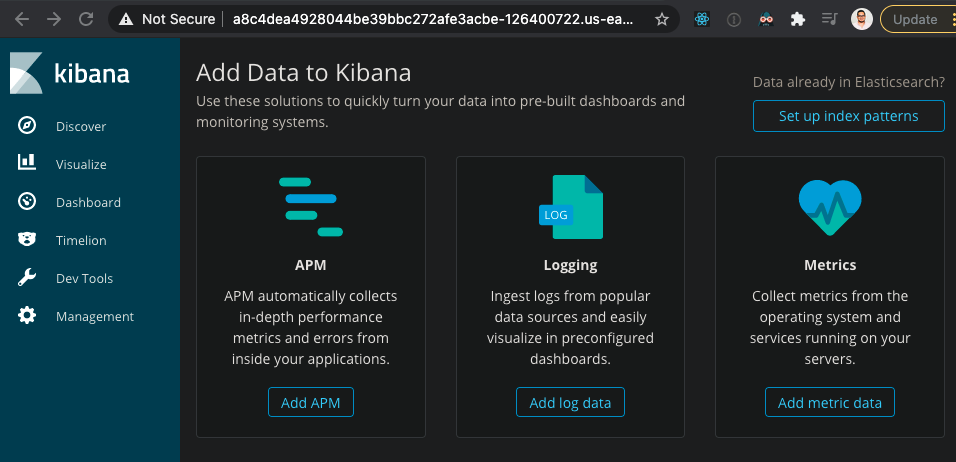 Not Secure
a8c4dea4928044be39bbc272afe3acbe-126400722.us-ea...
Update
kibana
Discover
Visualize
Dashboard
Timelion
Dev Tools
Management
Add Data to Kibana
Use these solutions to quickly turn your data into pre-built dashboards and
monitoring systems.
Data already in Elasticsearch?
Set up index patterns
APM
APM automatically collects
in-depth performance
metrics and errors from
inside your applications.
Add APM
LOG
Logging
Ingest logs from popular
data sources and easily
visualize in preconfigured
dashboards.
Add log data
Metrics
Collect metrics from the
operating system and
services running on your
servers.
Add metric data